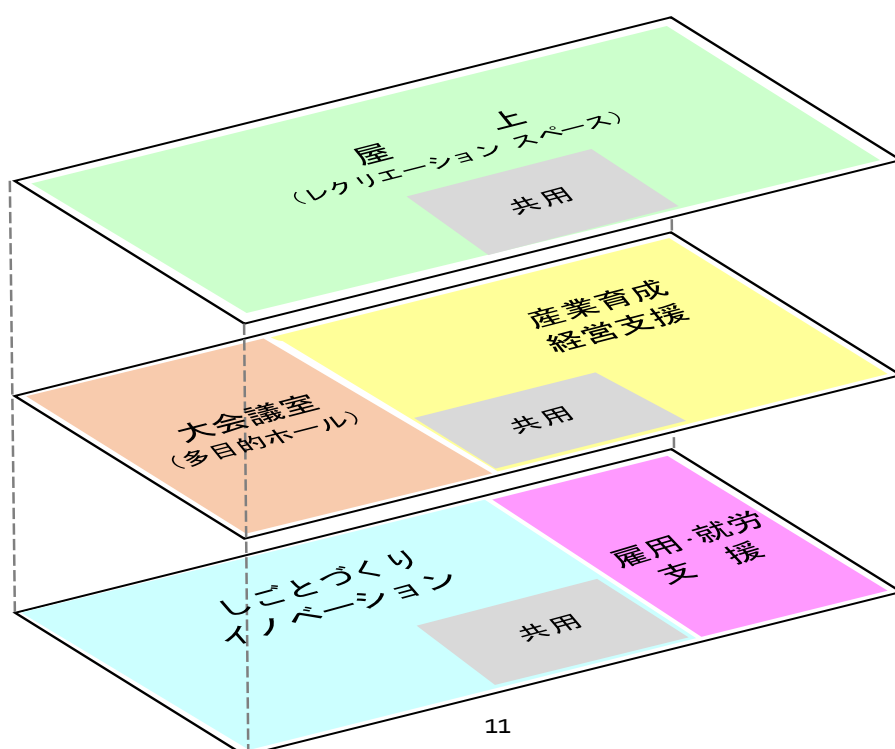 屋　　上
（レクリエーション スペース）
共用
産業育成
経営支援
大会議室
（多目的ホール）
共用
しごとづくり
イノベーション
雇用・就労
支　援
共用
11